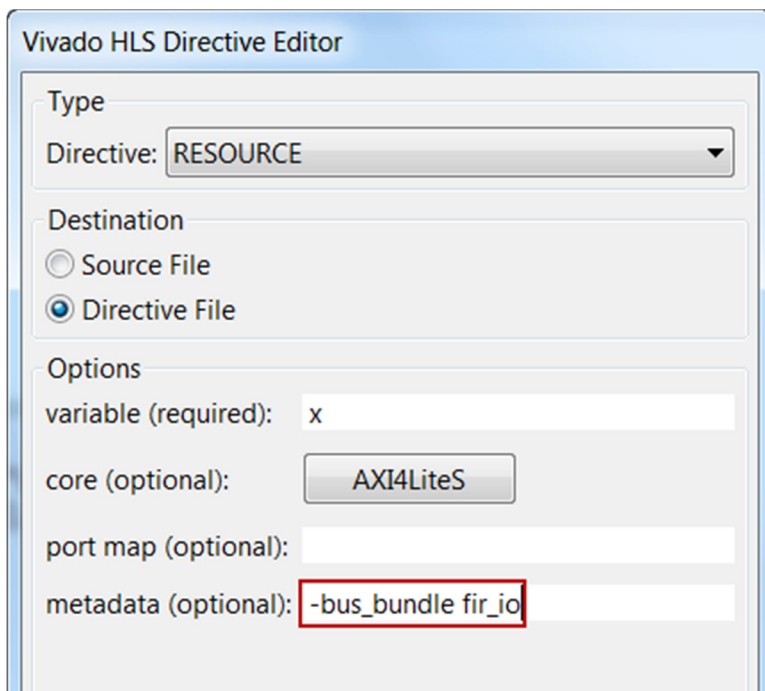 Vivado HLS Directive Editor
Type
Directive: RESOURCE
Destination
Source File
Directive File
Options
variable (required): x
core (optional): AXI4LiteS
port map (optional):
metadata (optional): -bus_bundle fir_io